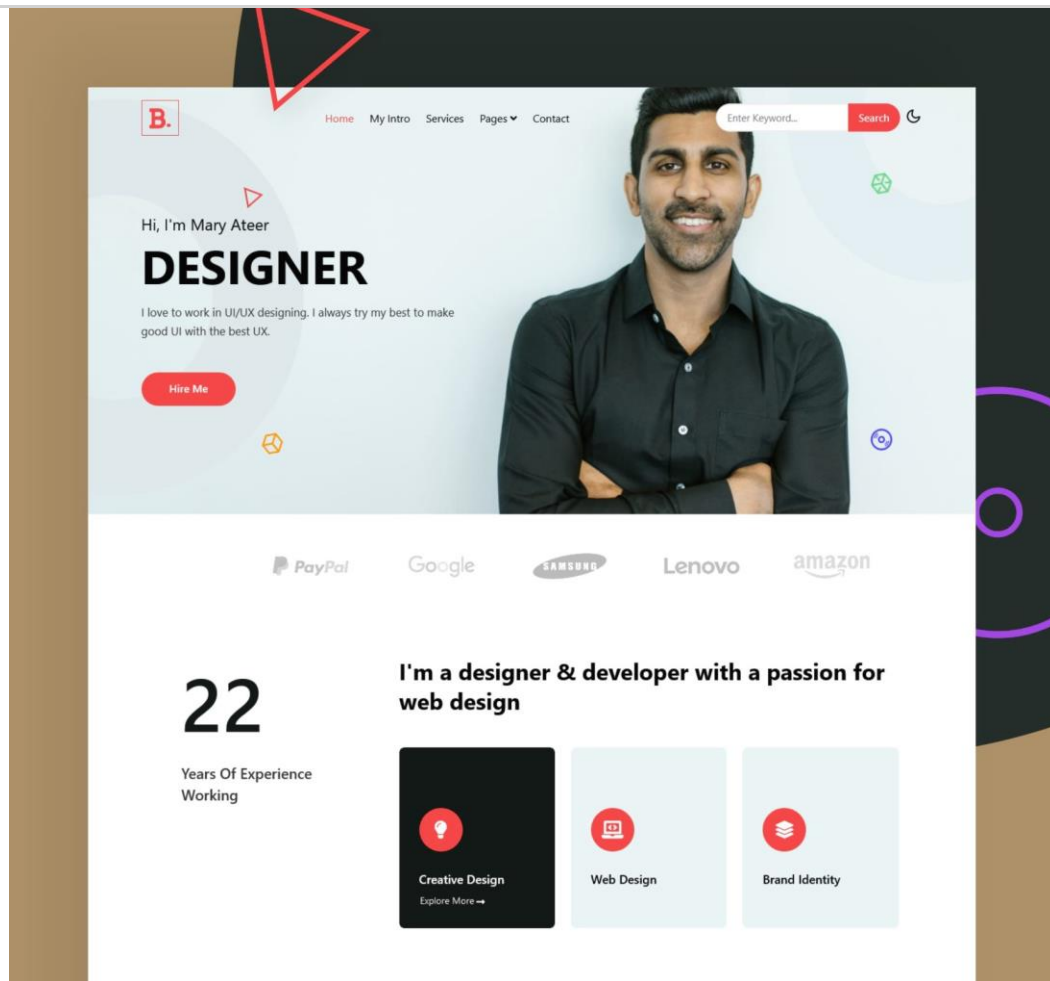 B.
Home My Intro Services Pages Contact
Enter Keyword... Search
Hi, I'm Mary Ateer
DESIGNER
I love to work in UI/UX designing. I always try my best to make
good UI with the best UX.
Hire Me
PayPal Google SAMSUNG Lenovo amazon
22
Years Of Experience
Working
I'm a designer & developer with a passion for
web design
Creative Design
Explore More
Web Design
Brand Identity